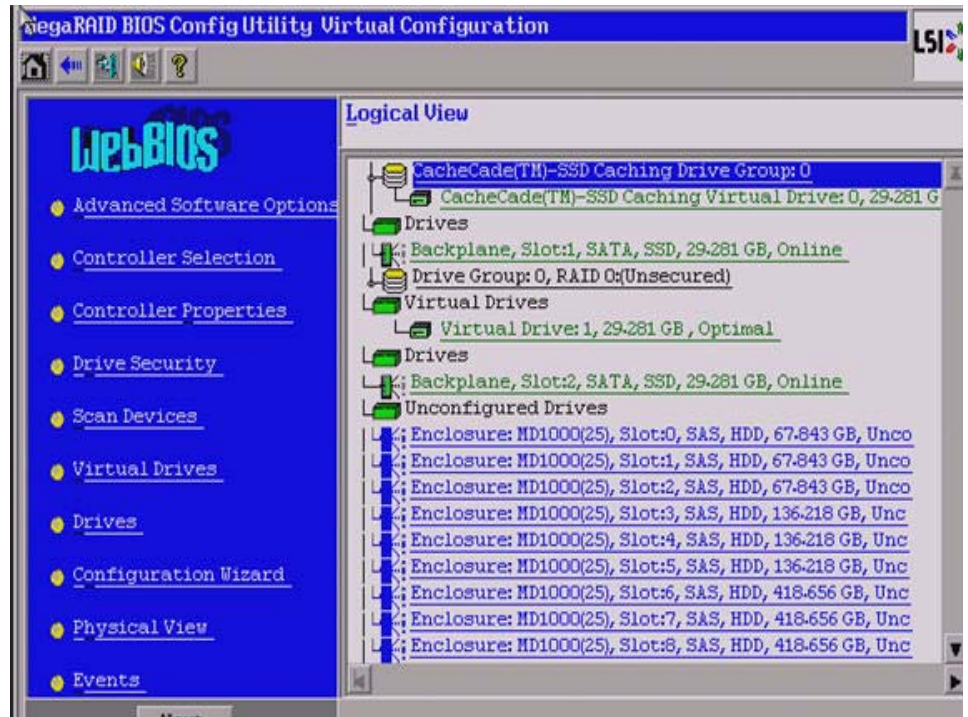 MegaRAID BIOS Config Utility Virtual Configuration
LSI
WebBIOS
Advanced Software Options
Controller Selection
Controller Properties
Drive Security
Scan Devices
Virtual Drives
Drives
Configuration Wizard
Physical View
Events
Logical View
CacheCade(TM)-SSD Caching Drive Group: 0
CacheCade(TM)-SSD Caching Virtual Drive: 0, 29.281 G
Drives
Backplane, Slot:1, SATA, SSD, 29.281 GB, Online
Drive Group: 0, RAID 0:(Unsecured)
Virtual Drives
Virtual Drive: 1, 29.281 GB , Optimal
Drives
Backplane, Slot:2, SATA, SSD, 29.281 GB, Online
Unconfigured Drives
Enclosure: MD1000(25), Slot:0, SAS, HDD, 67.843 GB, Unco
Enclosure: MD1000(25), Slot:1, SAS, HDD, 67.843 GB, Unco
Enclosure: MD1000(25), Slot:2, SAS, HDD, 67.843 GB, Unco
Enclosure: MD1000(25), Slot:3, SAS, HDD, 136.218 GB, Unc
Enclosure: MD1000(25), Slot:4, SAS, HDD, 136.218 GB, Unc
Enclosure: MD1000(25), Slot:5, SAS, HDD, 136.218 GB, Unc
Enclosure: MD1000(25), Slot:6, SAS, HDD, 418.656 GB, Unc
Enclosure: MD1000(25), Slot:7, SAS, HDD, 418.656 GB, Unc
Enclosure: MD1000(25), Slot:8, SAS, HDD, 418.656 GB, Unc